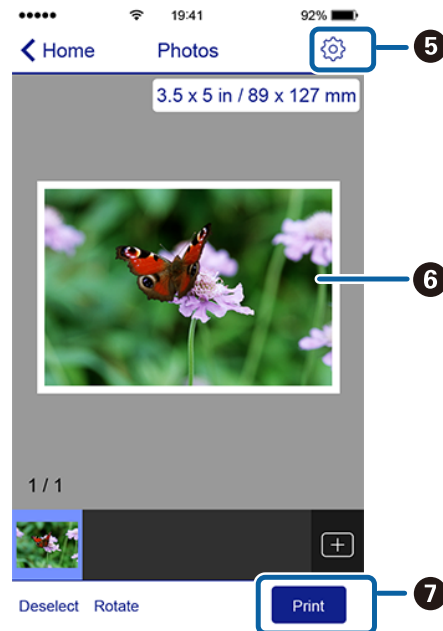 19:41
92%
Home
Photos
5
3.5 x 5 in / 89 x 127 mm
6
1 / 1
Deselect
Rotate
Print
7